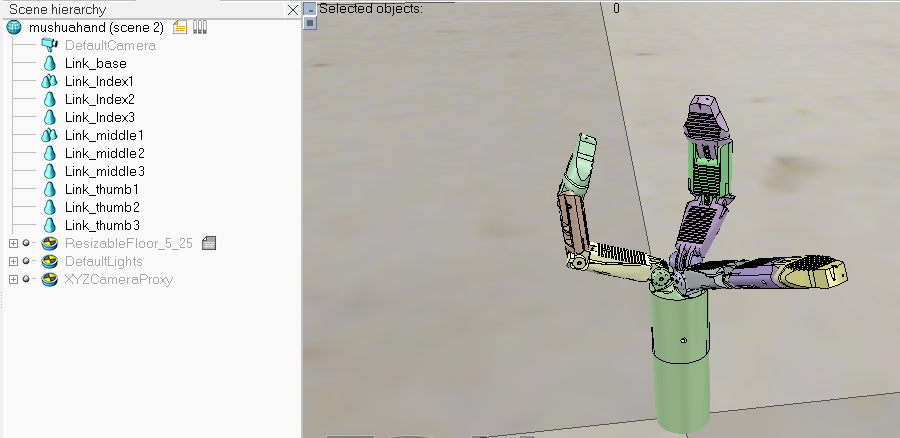 Scene hierarchy
mushuahand (scene 2)
DefaultCamera
Link_base
Link_Index1
Link_Index2
Link_Index3
Link_middle1
Link_middle2
Link_middle3
Link_thumb1
Link_thumb2
Link_thumb3
ResizableFloor_5_25
DefaultLights
XYZCameraProxy
Selected objects: 0